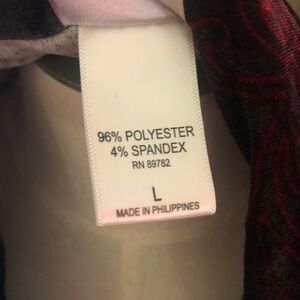 96% POLYESTER
4% SPANDEX
RN 89782
L
MADE IN PHILIPPINES